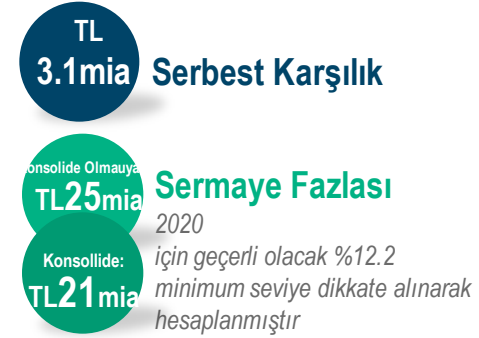 TL
3.1mia
Serbest Karşılık
onsolide Olmauya
TL25mia
Sermaye Fazlası
2020
için geçerli olacak %12.2
minimum seviye dikkate alınarak
hesaplanmıştır
Konsollide:
TL21mia